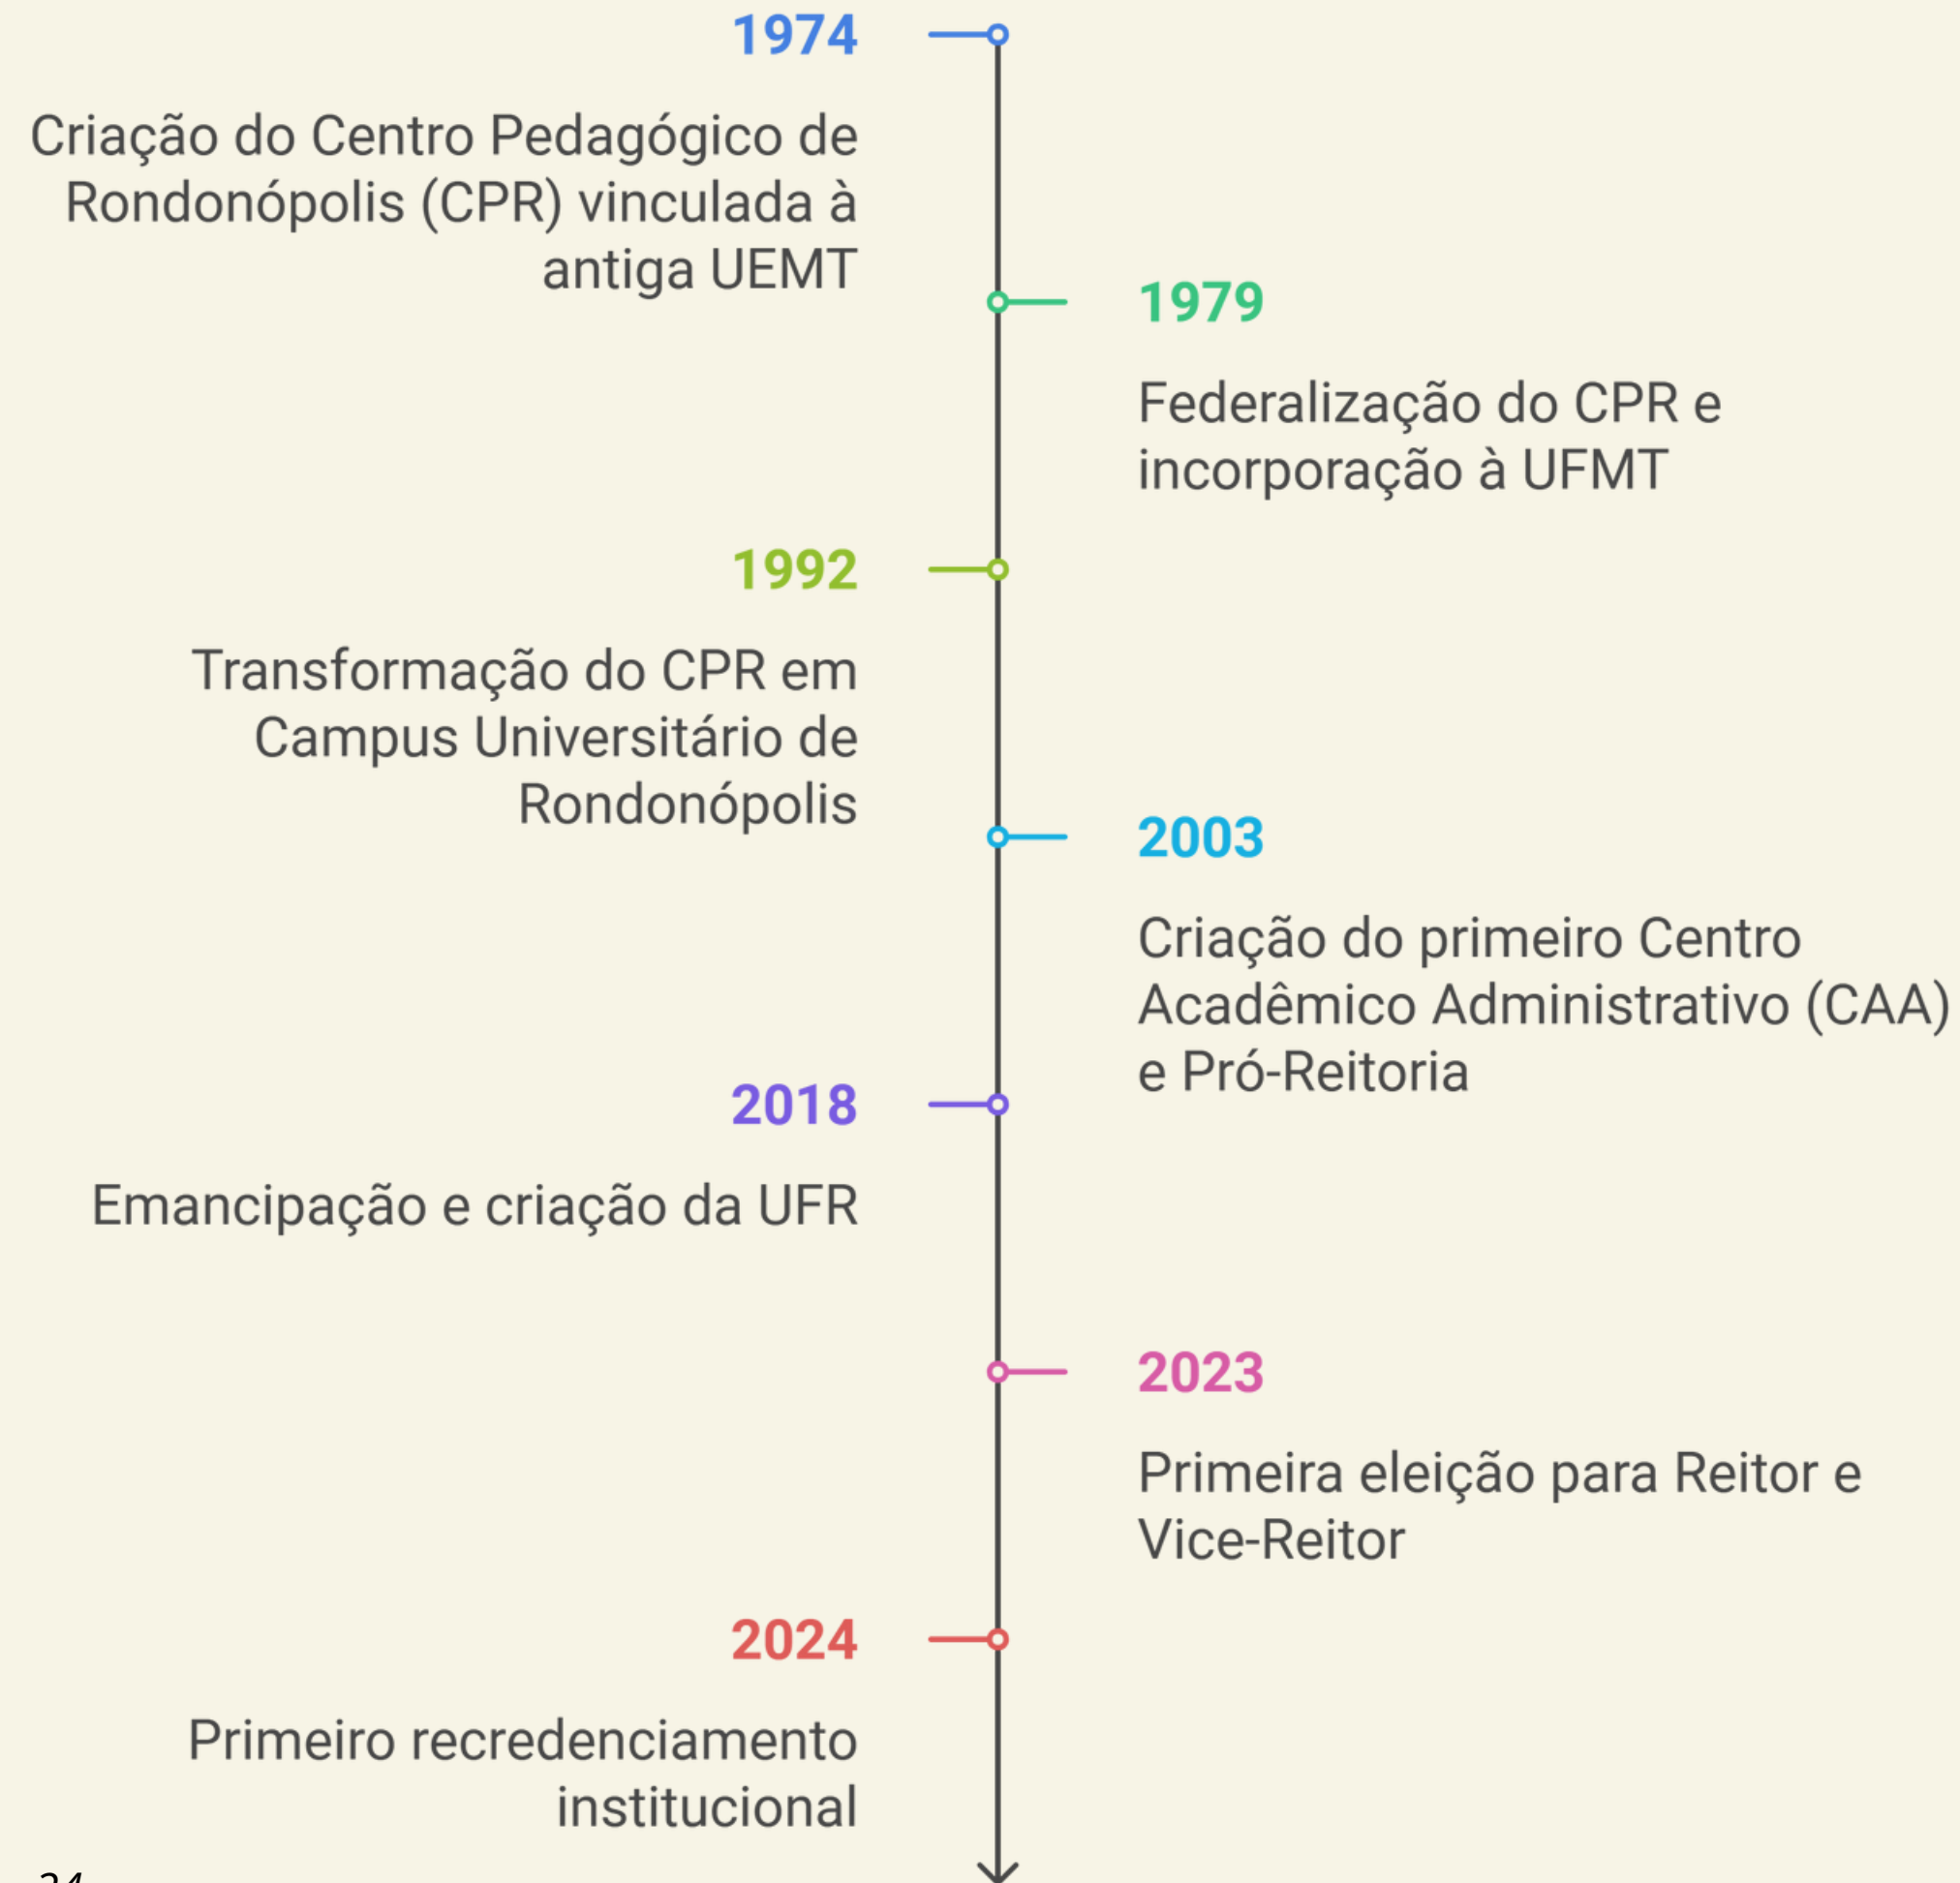 1974
Criação do Centro Pedagógico de
Rondonópolis (CPR) vinculada à
antiga UEMT
1979
Federalização do CPR e
incorporação à UFMT
1992
Transformação do CPR em
Campus Universitário de
Rondonópolis
2003
Criação do primeiro Centro
Acadêmico Administrativo (CAA)
e Pró-Reitoria
2018
Emancipação e criação da UFR
2023
Primeira eleição para Reitor e
Vice-Reitor
2024
Primeiro recredenciamento
institucional